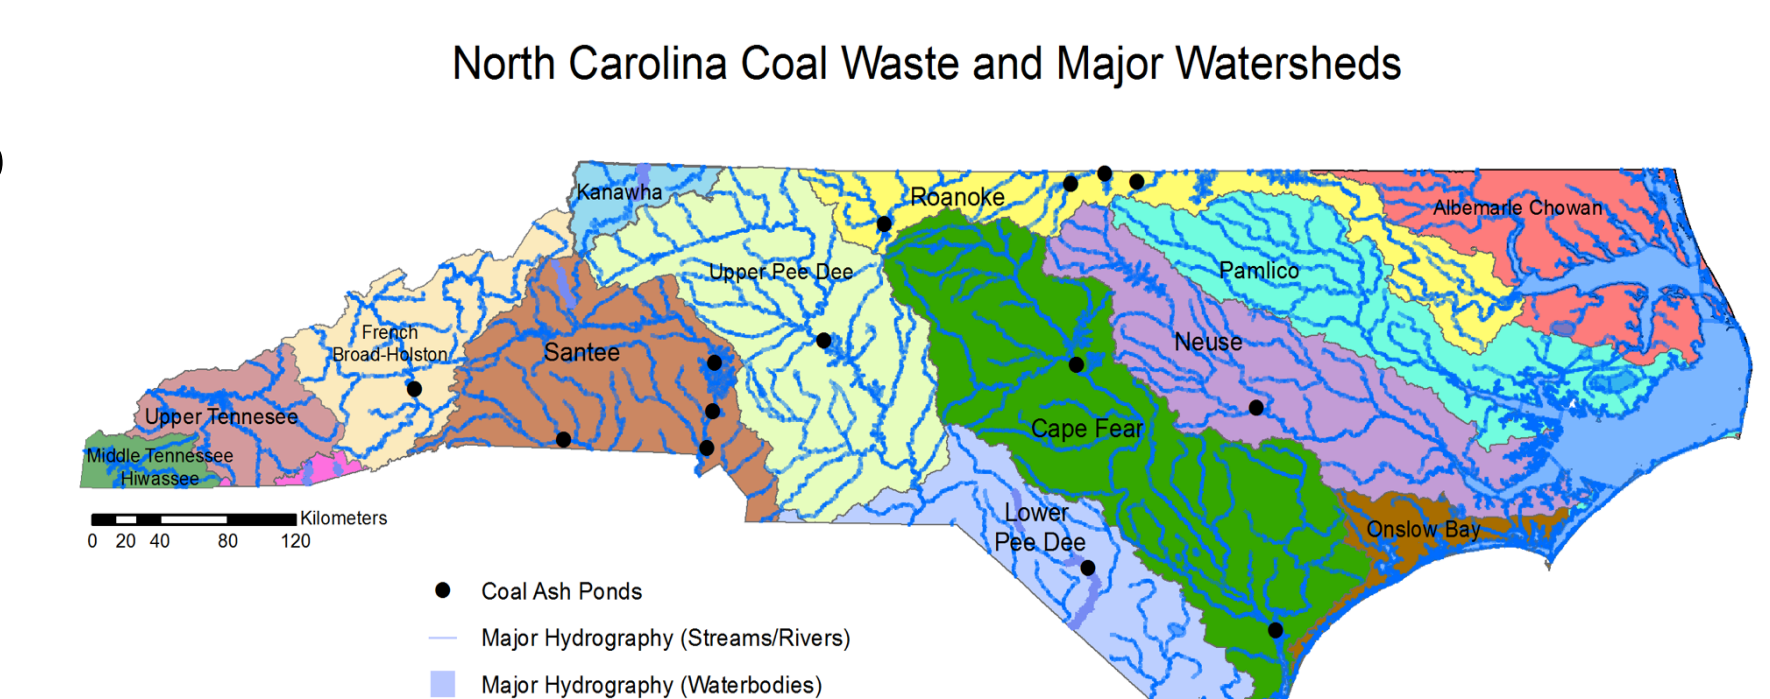 North Carolina Coal Waste and Major Watersheds
Kanawha
Roanoke
Albemarle Chowan
Upper Pee Dee
Pamlico
French
Broad-Holston
Santee
Neuse
Upper Tennesee
Cape Fear
Middle Tennessee
Hiwassee
Lower
Pee Dee
Onslow Bay
Kilometers
0 20 40 80 120
Coal Ash Ponds
Major Hydrography (Streams/Rivers)
Major Hydrography (Waterbodies)